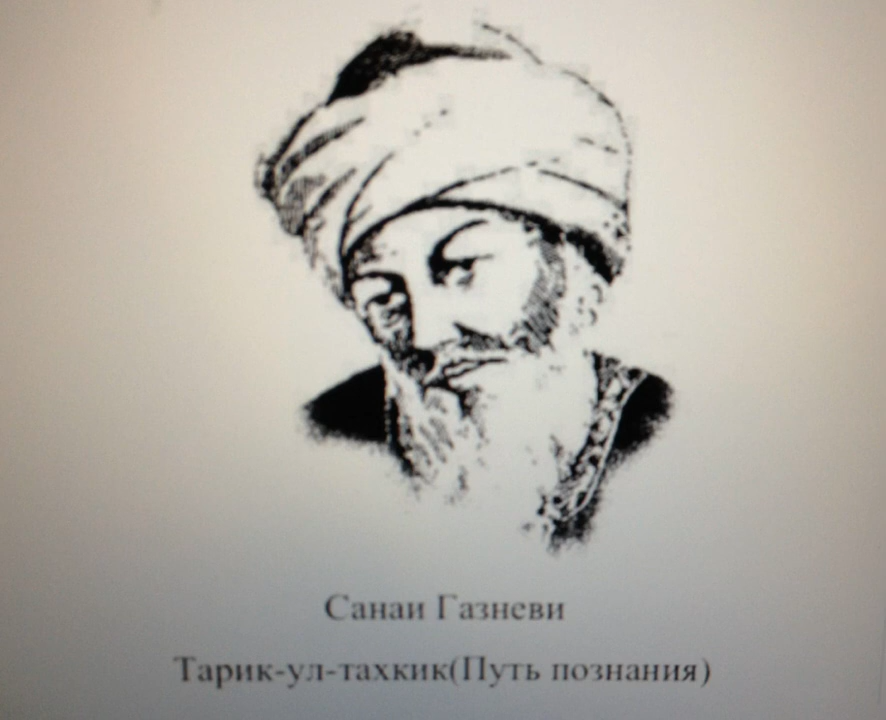 Санаи Газневи
Тарик-ул-тахкик(Путь познания)